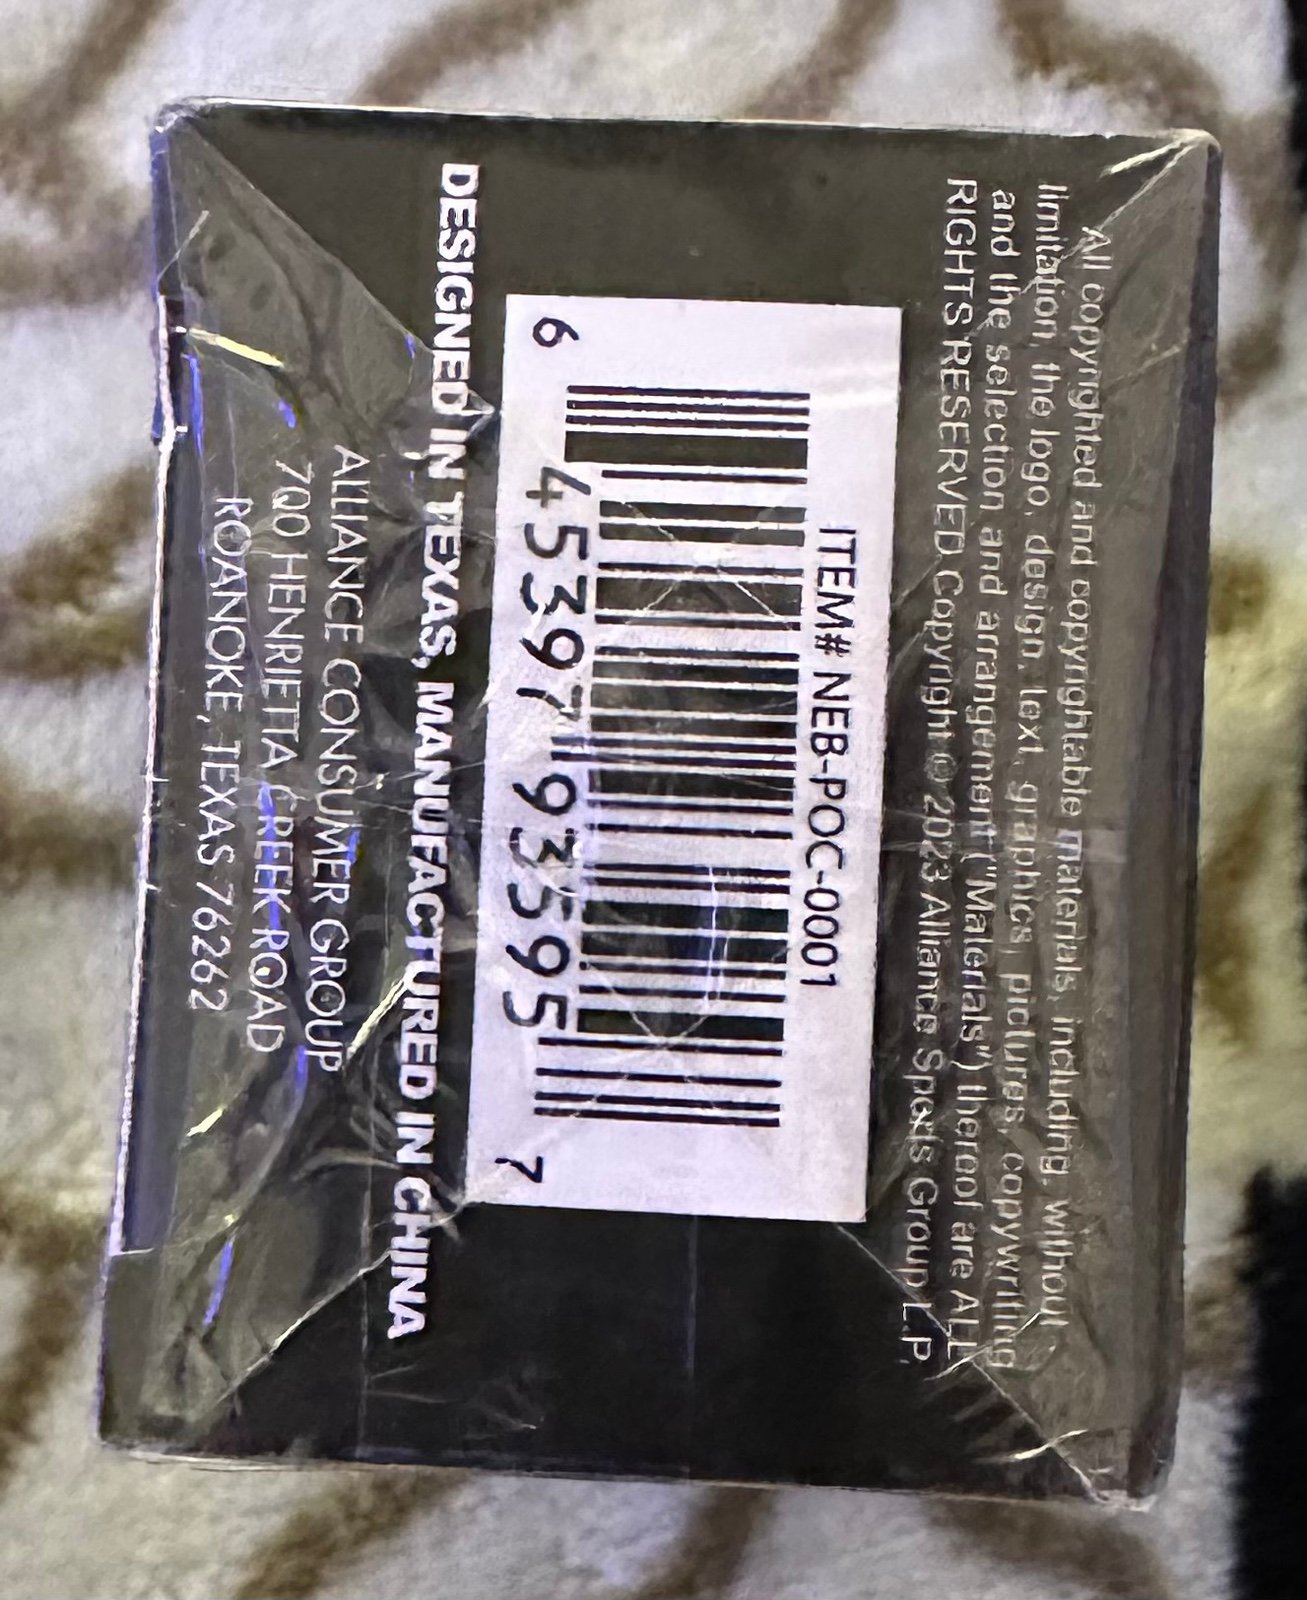 All copyrighted and copyrightable materials, including, without
limitation, the logo, design, text, graphics, pictures, copywriting
and the selection and arrangement ("Materials") theroof are ALL
RIGHTS RESERVED Copyright © 2023 Alliance Sports Group L.P
ITEM# NEB-POC-0001
6 45397 93595 7
DESIGNED IN TEXAS, MANUFACTURED IN CHINA
ALLIANCE CONSUMER GROUP
700 HENRIETTA CREEK ROAD
ROANOKE, TEXAS 76262